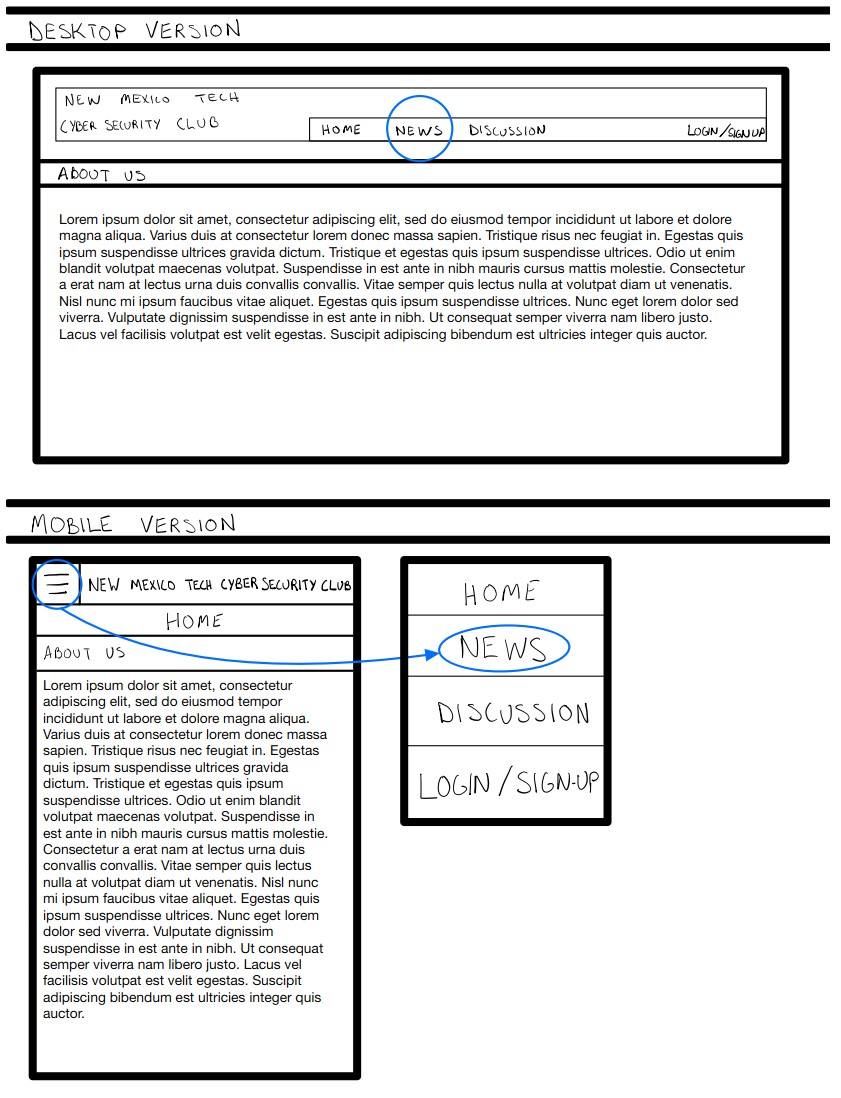 DESKTOP VERSION
NEW MEXICO TECH
CYBER SECURITY CLUB
HOME NEWS DISCUSSION LOGIN/SIGNUP
ABOUT US
Lorem ipsum dolor sit amet, consectetur adipiscing elit, sed do eiusmod tempor incididunt ut labore et dolore
magna aliqua. Varius duis at consectetur lorem donec massa sapien. Tristique risus nec feugiat in. Egestas quis
ipsum suspendisse ultrices gravida dictum. Tristique et egestas quis ipsum suspendisse ultrices. Odio ut enim
blandit volutpat maecenas volutpat. Suspendisse in est ante in nibh mauris cursus mattis molestie. Consectetur
a erat nam at lectus urna duis convallis convallis. Vitae semper quis lectus nulla at volutpat diam ut venenatis.
Nisl nunc mi ipsum faucibus vitae aliquet. Egestas quis ipsum suspendisse ultrices. Nunc eget lorem dolor sed
viverra. Vulputate dignissim suspendisse in est ante in nibh. Ut consequat semper viverra nam libero justo.
Lacus vel facilisis volutpat est velit egestas. Suscipit adipiscing bibendum est ultricies integer quis auctor.
MOBILE VERSION
NEW MEXICO TECH CYBER SECURITY CLUB
HOME
ABOUT US
Lorem ipsum dolor sit amet, consectetur
adipiscing elit, sed do eiusmod tempor
incididunt ut labore et dolore magna aliqua.
Varius duis at consectetur lorem donec massa
sapien. Tristique risus nec feugiat in. Egestas
quis ipsum suspendisse ultrices gravida
dictum. Tristique et egestas quis ipsum
suspendisse ultrices. Odio ut enim blandit
volutpat maecenas volutpat. Suspendisse in
est ante in nibh mauris cursus mattis molestie.
Consectetur a erat nam at lectus urna duis
convallis convallis. Vitae semper quis lectus
nulla at volutpat diam ut venenatis. Nisl nunc
mi ipsum faucibus vitae aliquet. Egestas quis
ipsum suspendisse ultrices. Nunc eget lorem
dolor sed viverra. Vulputate dignissim
suspendisse in est ante in nibh. Ut consequat
semper viverra nam libero justo. Lacus vel
facilisis volutpat est velit egestas. Suscipit
adipiscing bibendum est ultricies integer quis
auctor.
HOME
NEWS
DISCUSSION
LOGIN/SIGN-UP